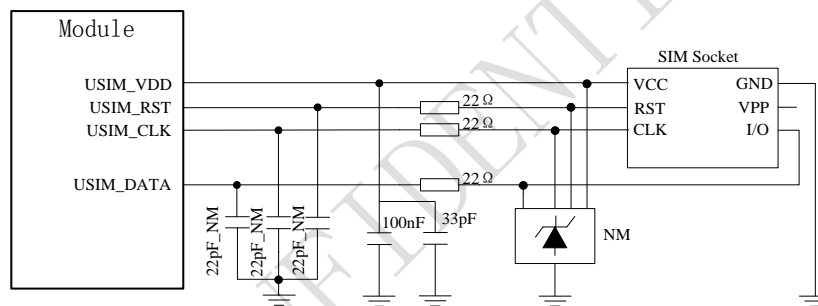 Module
SIM Socket
USIM_VDD
VCC
GND
USIM_RST
22Ω
RST
VPP
USIM_CLK
22Ω
CLK
I/O
USIM_DATA
22Ω
22pF_NM
22pF_NM
22pF_NM
100nF
33pF
NM